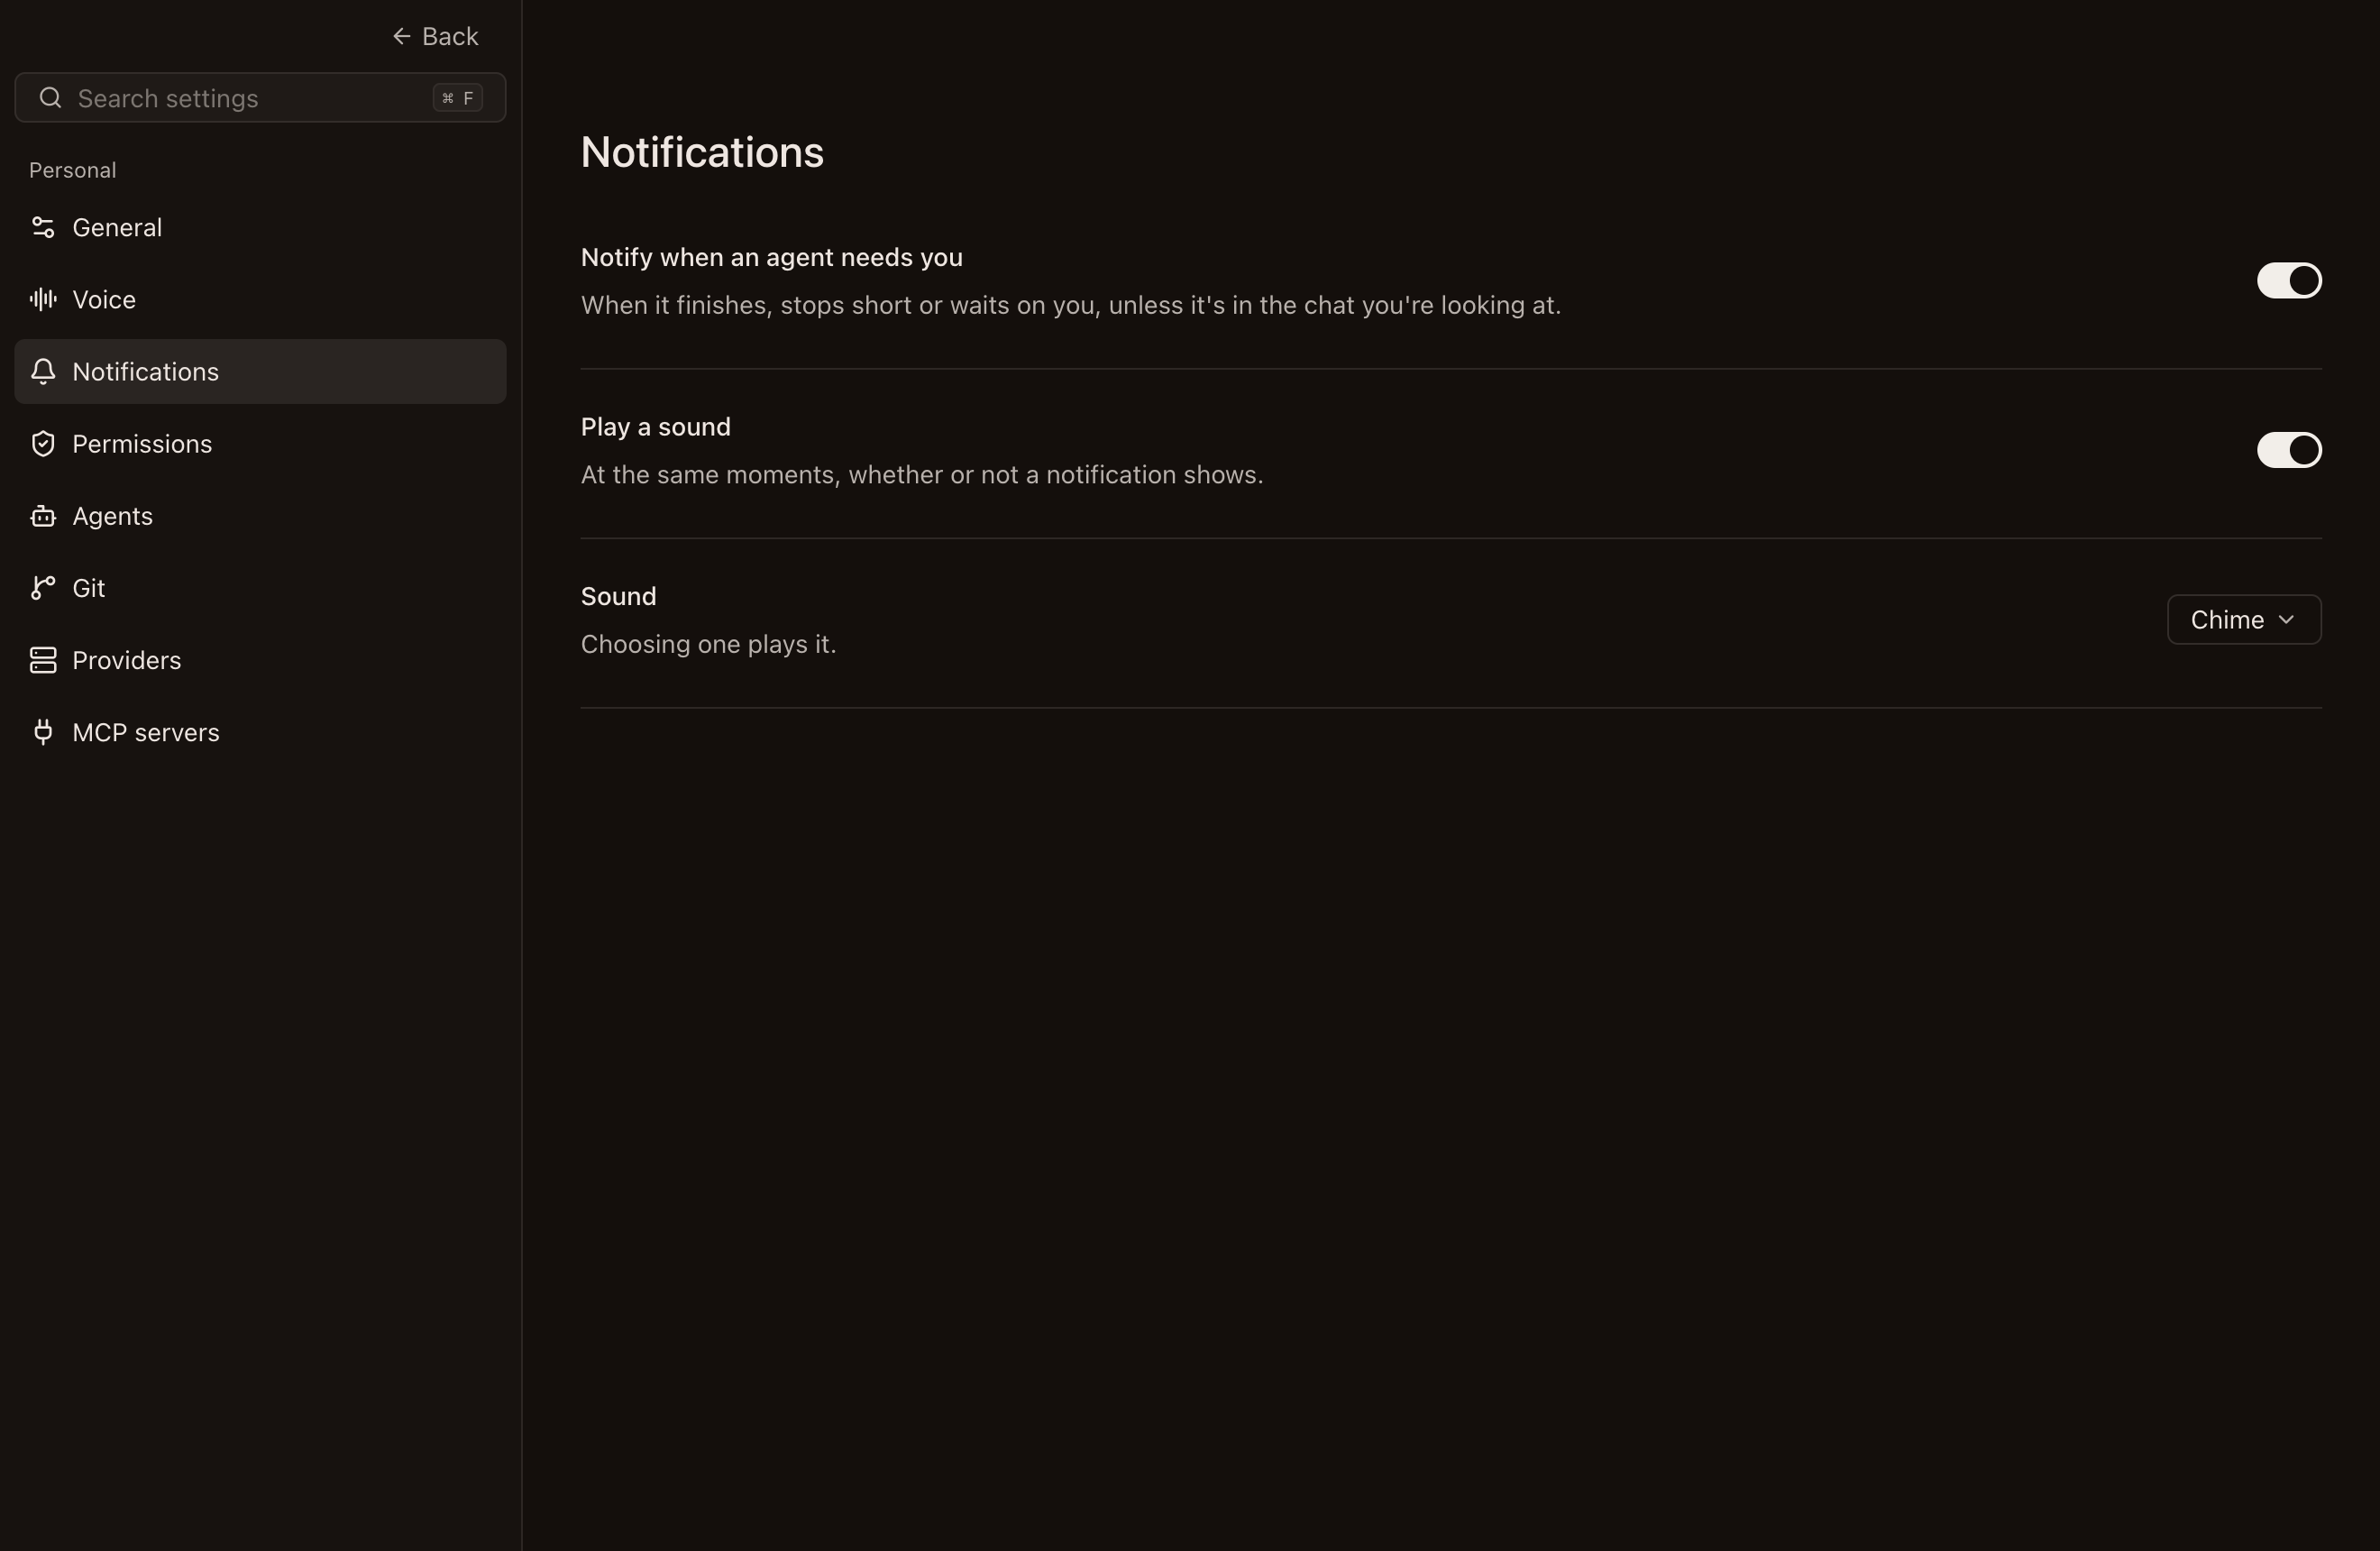 Back
Search settings
⌘ F
Personal
General
Voice
Notifications
Permissions
Agents
Git
Providers
MCP servers
Notifications
Notify when an agent needs you
When it finishes, stops short or waits on you, unless it's in the chat you're looking at.
Play a sound
At the same moments, whether or not a notification shows.
Sound
Choosing one plays it.
Chime